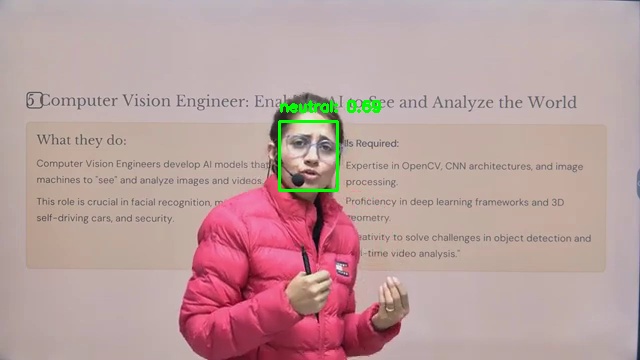 5 Computer Vision Engineer: Enab AI to See and Analyze the World
neutral: 0.69
What they do:
Computer Vision Engineers develop AI models that
machines to "see" and analyze images and videos.
This role is crucial in facial recognition, m
self-driving cars, and security.
ls Required:
Expertise in OpenCV, CNN architectures, and image
processing.
Proficiency in deep learning frameworks and 3D
geometry.
eativity to solve challenges in object detection and
l-time video analysis."